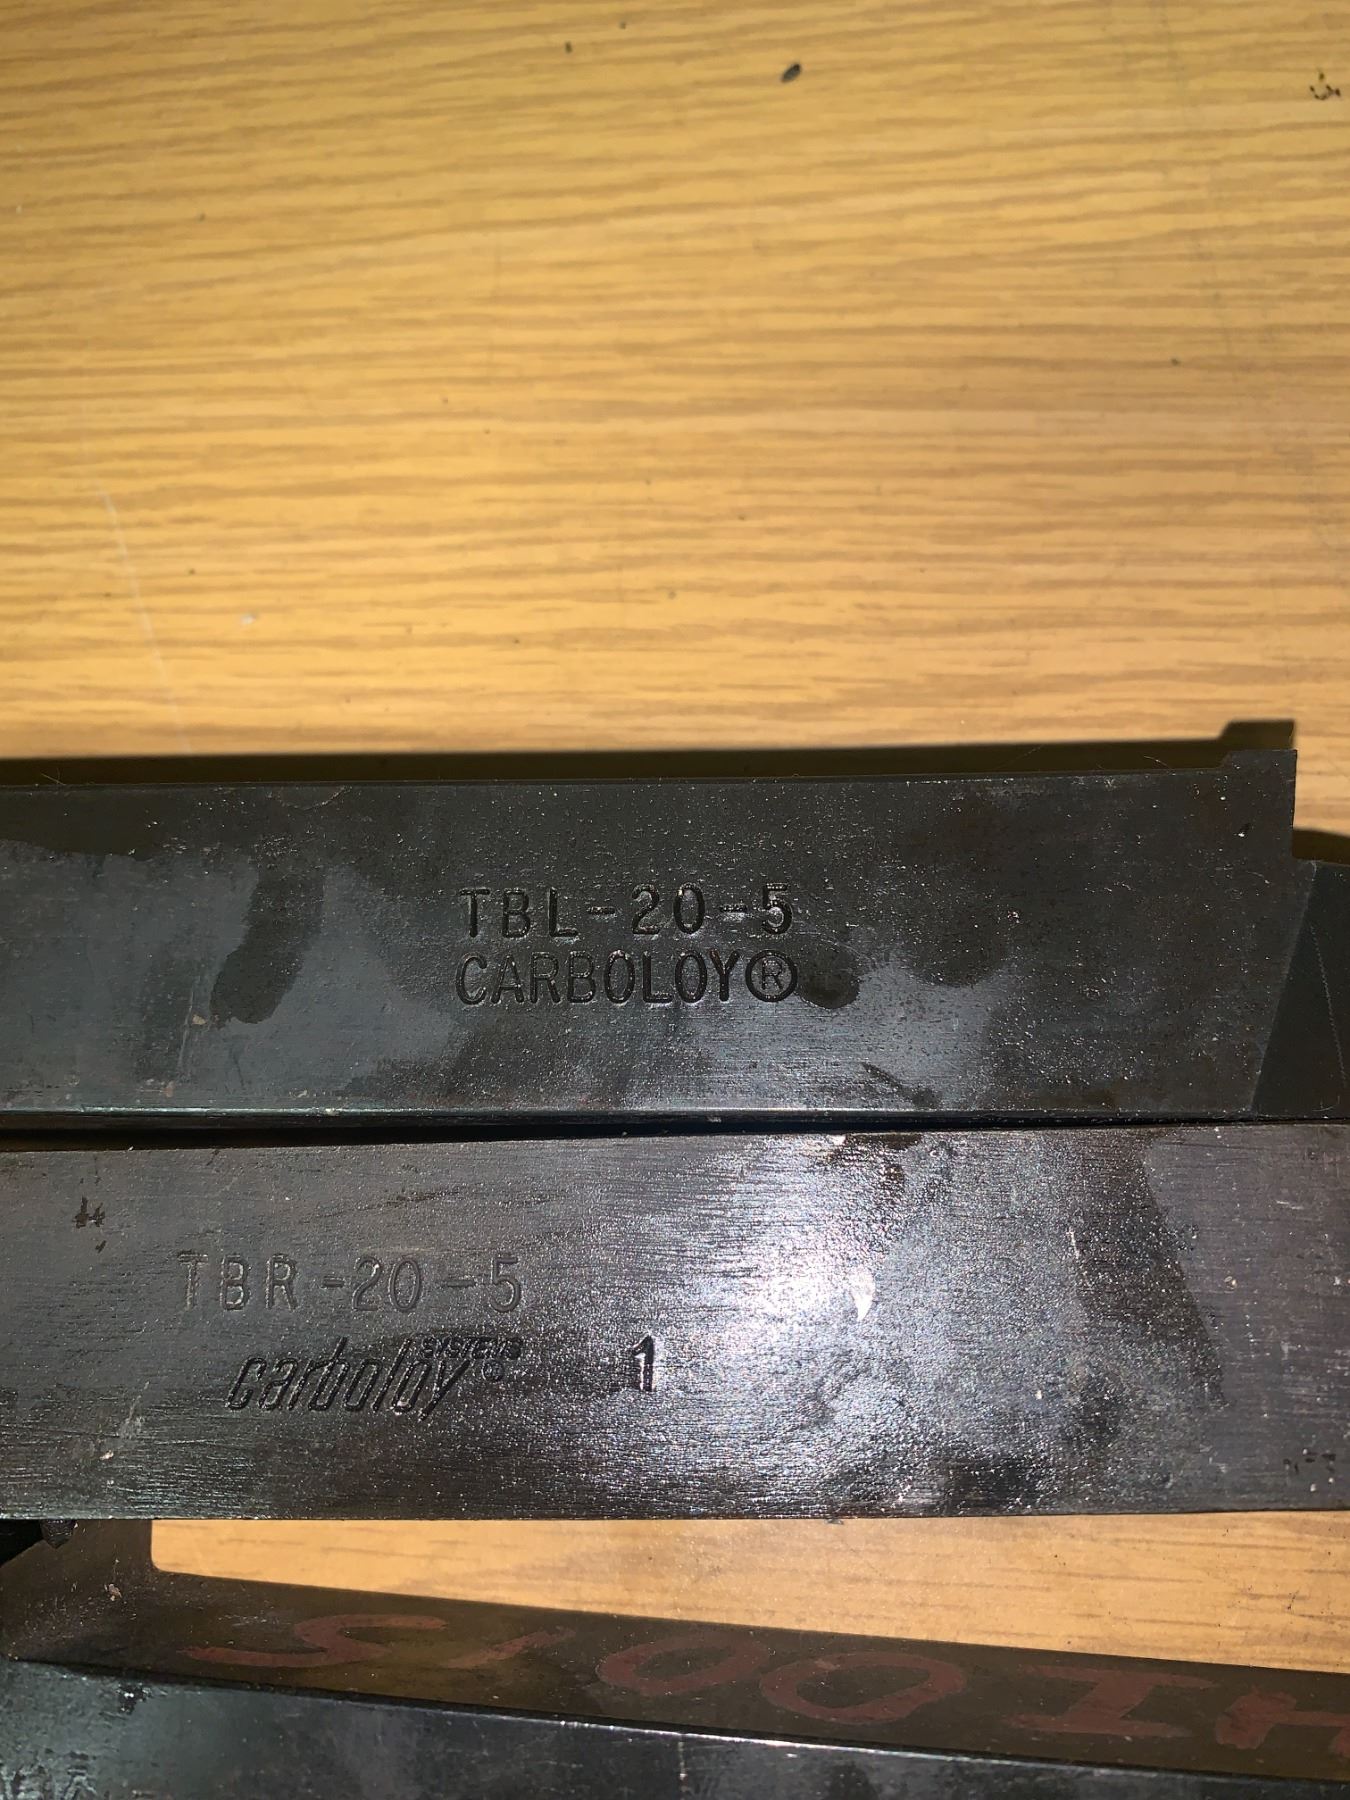 TBL-20-5
CARBOLOY®
TBR-20-5
carboloy SYSTEMS ®
1